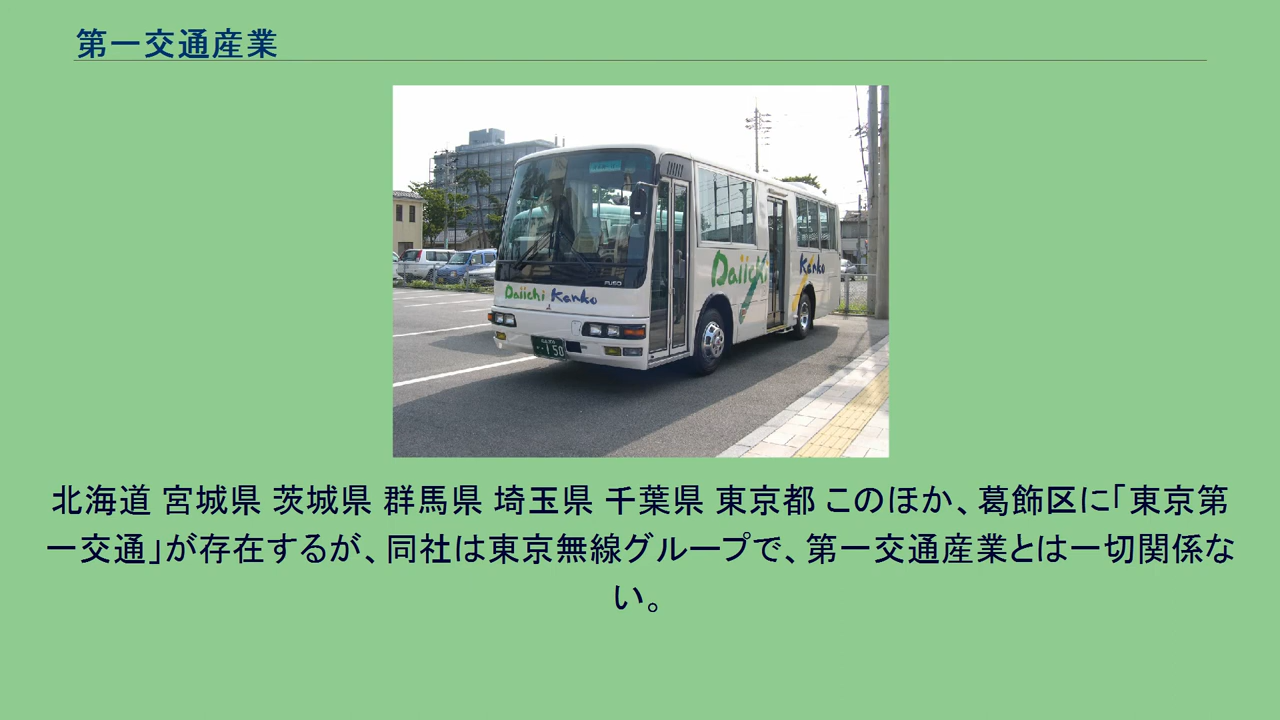 第一交通産業
Daiichi Kanko
Daiichi Kanko
FUSO
150
北海道 宮城県 茨城県 群馬県 埼玉県 千葉県 東京都 このほか、葛飾区に「東京第
一交通」が存在するが、同社は東京無線グループで、第一交通産業とは一切関係な
い。